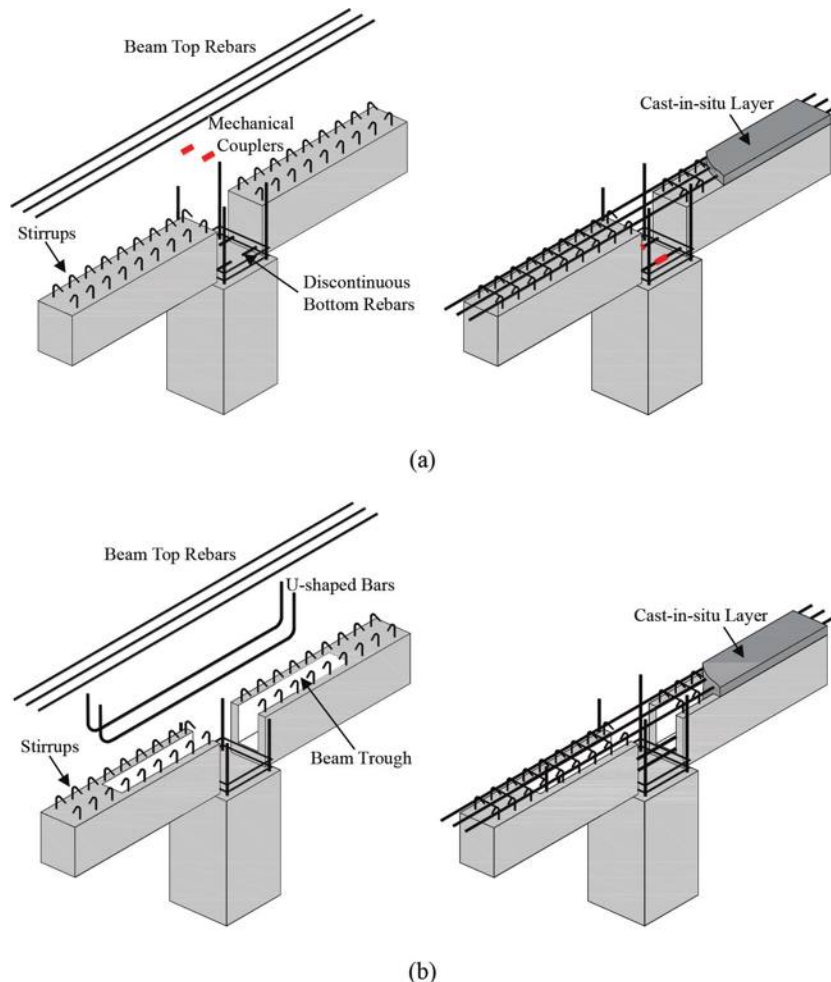 Beam Top Rebars
Mechanical
Couplers
Stirrups
Discontinuous
Bottom Rebars
Cast-in-situ Layer
(a)
Beam Top Rebars
U-shaped Bars
Stirrups
Beam Trough
Cast-in-situ Layer
(b)